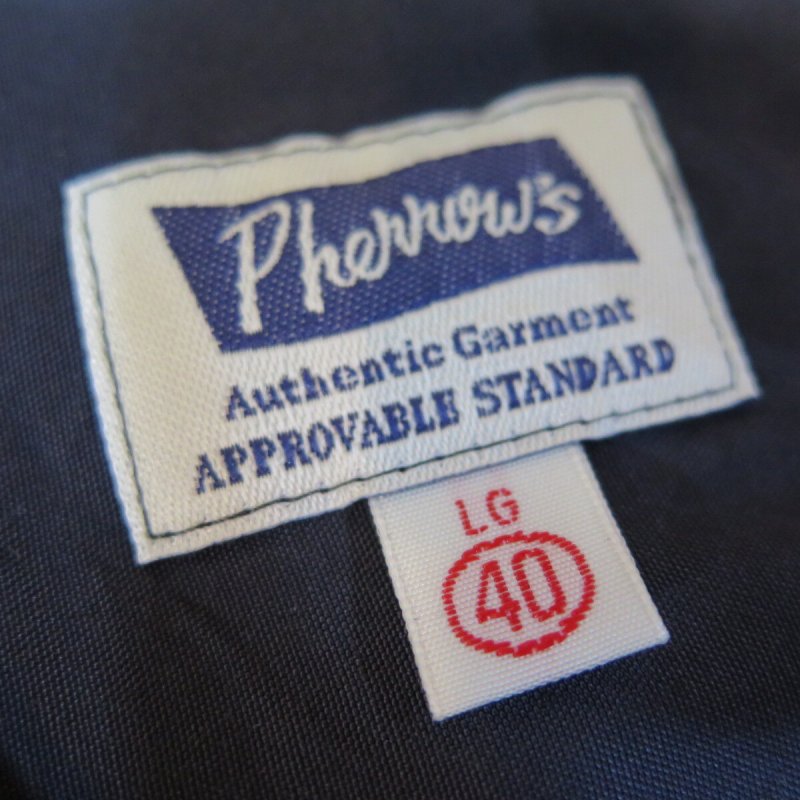 Pherrow's
Authentic Garment
APPROVABLE STANDARD
LG
40